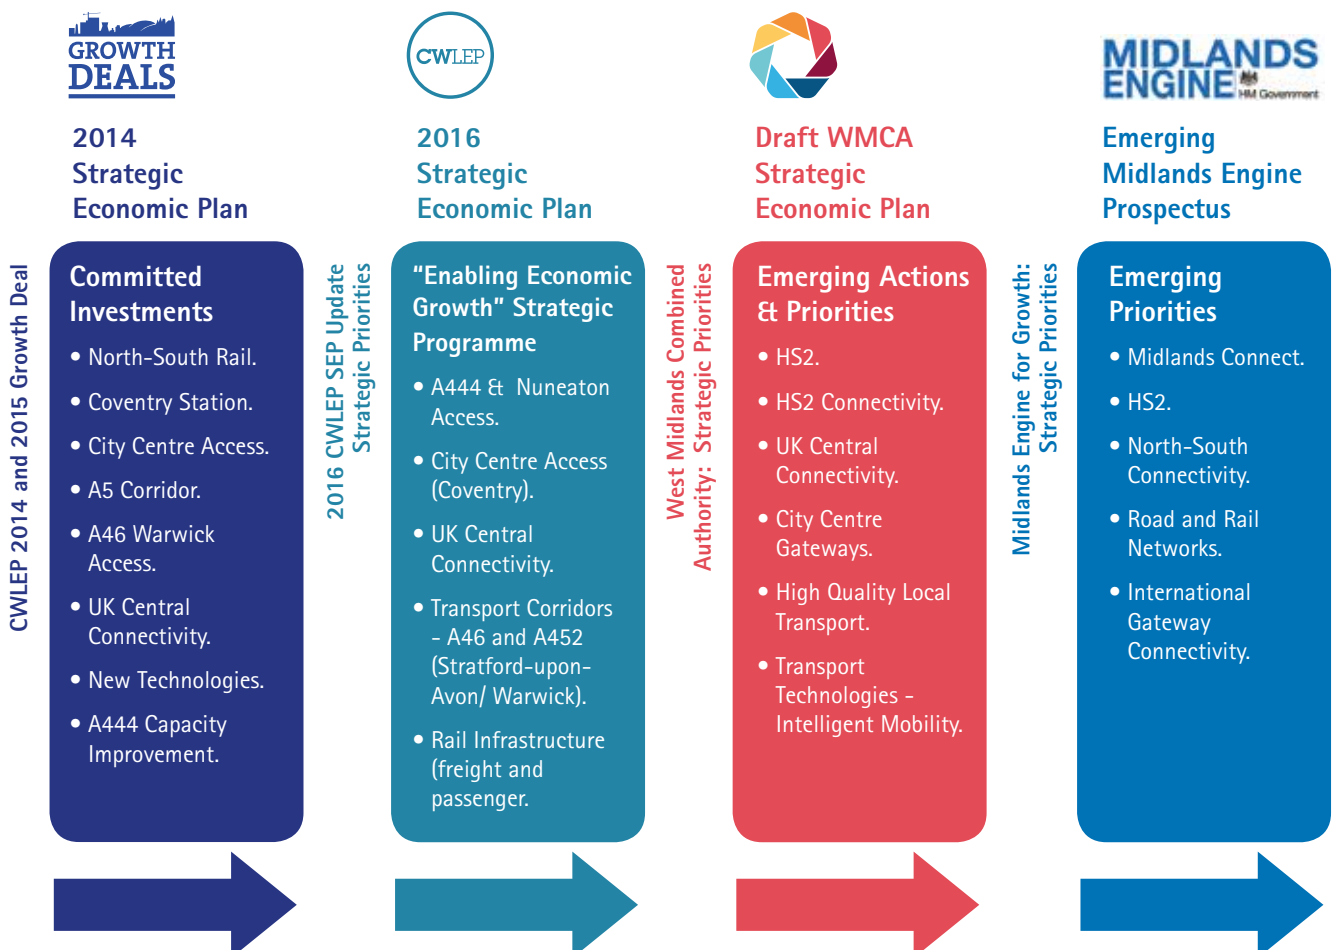 GROWTH
DEALS
2014
Strategic
Economic Plan
CWLEP 2014 and 2015 Growth Deal
Committed
Investments
• North-South Rail.
• Coventry Station.
• City Centre Access.
• A5 Corridor.
• A46 Warwick
Access.
• UK Central
Connectivity.
• New Technologies.
• A444 Capacity
Improvement.
CWLEP
2016
Strategic
Economic Plan
2016 CWLEP SEP Update
Strategic Priorities
“Enabling Economic
Growth” Strategic
Programme
• A444 & Nuneaton
Access.
• City Centre Access
(Coventry).
• UK Central
Connectivity.
• Transport Corridors
- A46 and A452
(Stratford-upon-
Avon/ Warwick).
• Rail Infrastructure
(freight and
passenger.
Draft WMCA
Strategic
Economic Plan
West Midlands Combined
Authority: Strategic Priorities
Emerging Actions
& Priorities
• HS2.
• HS2 Connectivity.
• UK Central
Connectivity.
• City Centre
Gateways.
• High Quality Local
Transport.
• Transport
Technologies -
Intelligent Mobility.
MIDLANDS
ENGINE HM Government
Emerging
Midlands Engine
Prospectus
Midlands Engine for Growth:
Strategic Priorities
Emerging
Priorities
• Midlands Connect.
• HS2.
• North-South
Connectivity.
• Road and Rail
Networks.
• International
Gateway
Connectivity.